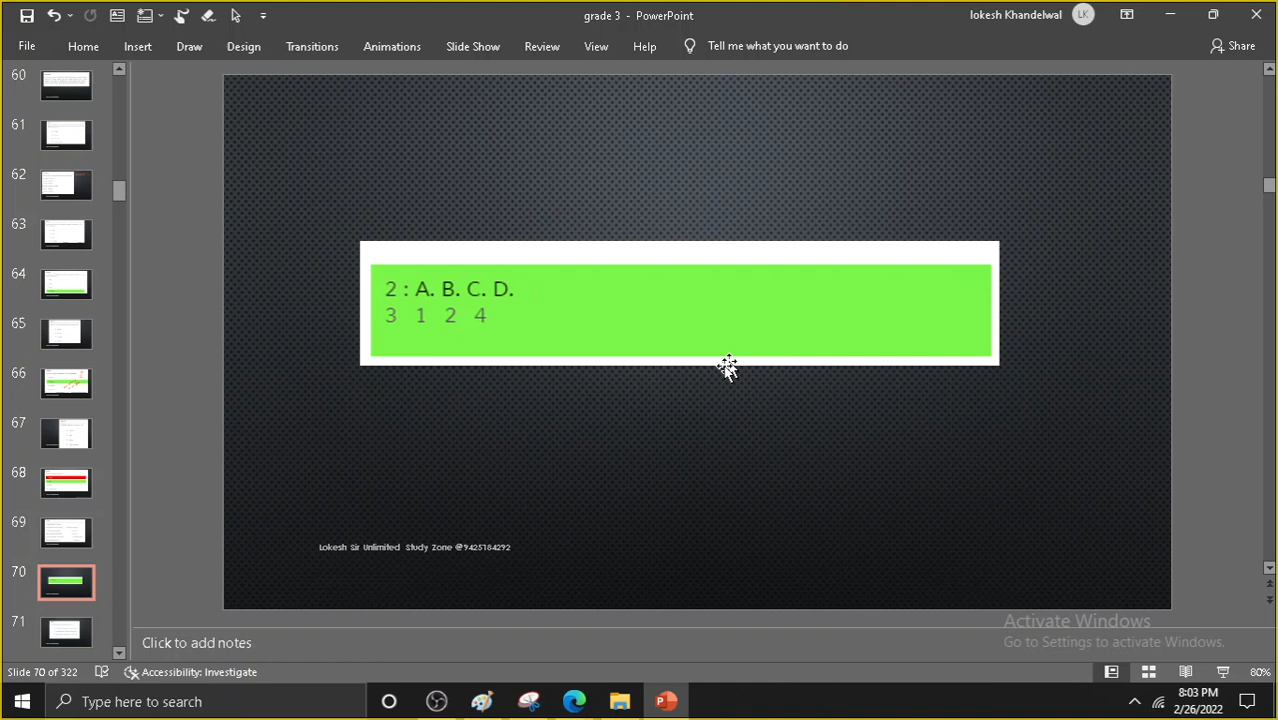 grade 3 - PowerPoint
lokesh Khandelwal LK
File Home Insert Draw Design Transitions Animations Slide Show Review View Help Tell me what you want to do Share
60
61
62
63
64
65
66
67
68
69
70
71
2 : A. B. C. D.
3 1 2 4
Lokesh Sir Unlimited Study Zone @9425184292
Activate Windows
Go to Settings to activate Windows.
Click to add notes
Slide 70 of 322 Accessibility: Investigate 80%
Type here to search
8:03 PM
2/26/2022